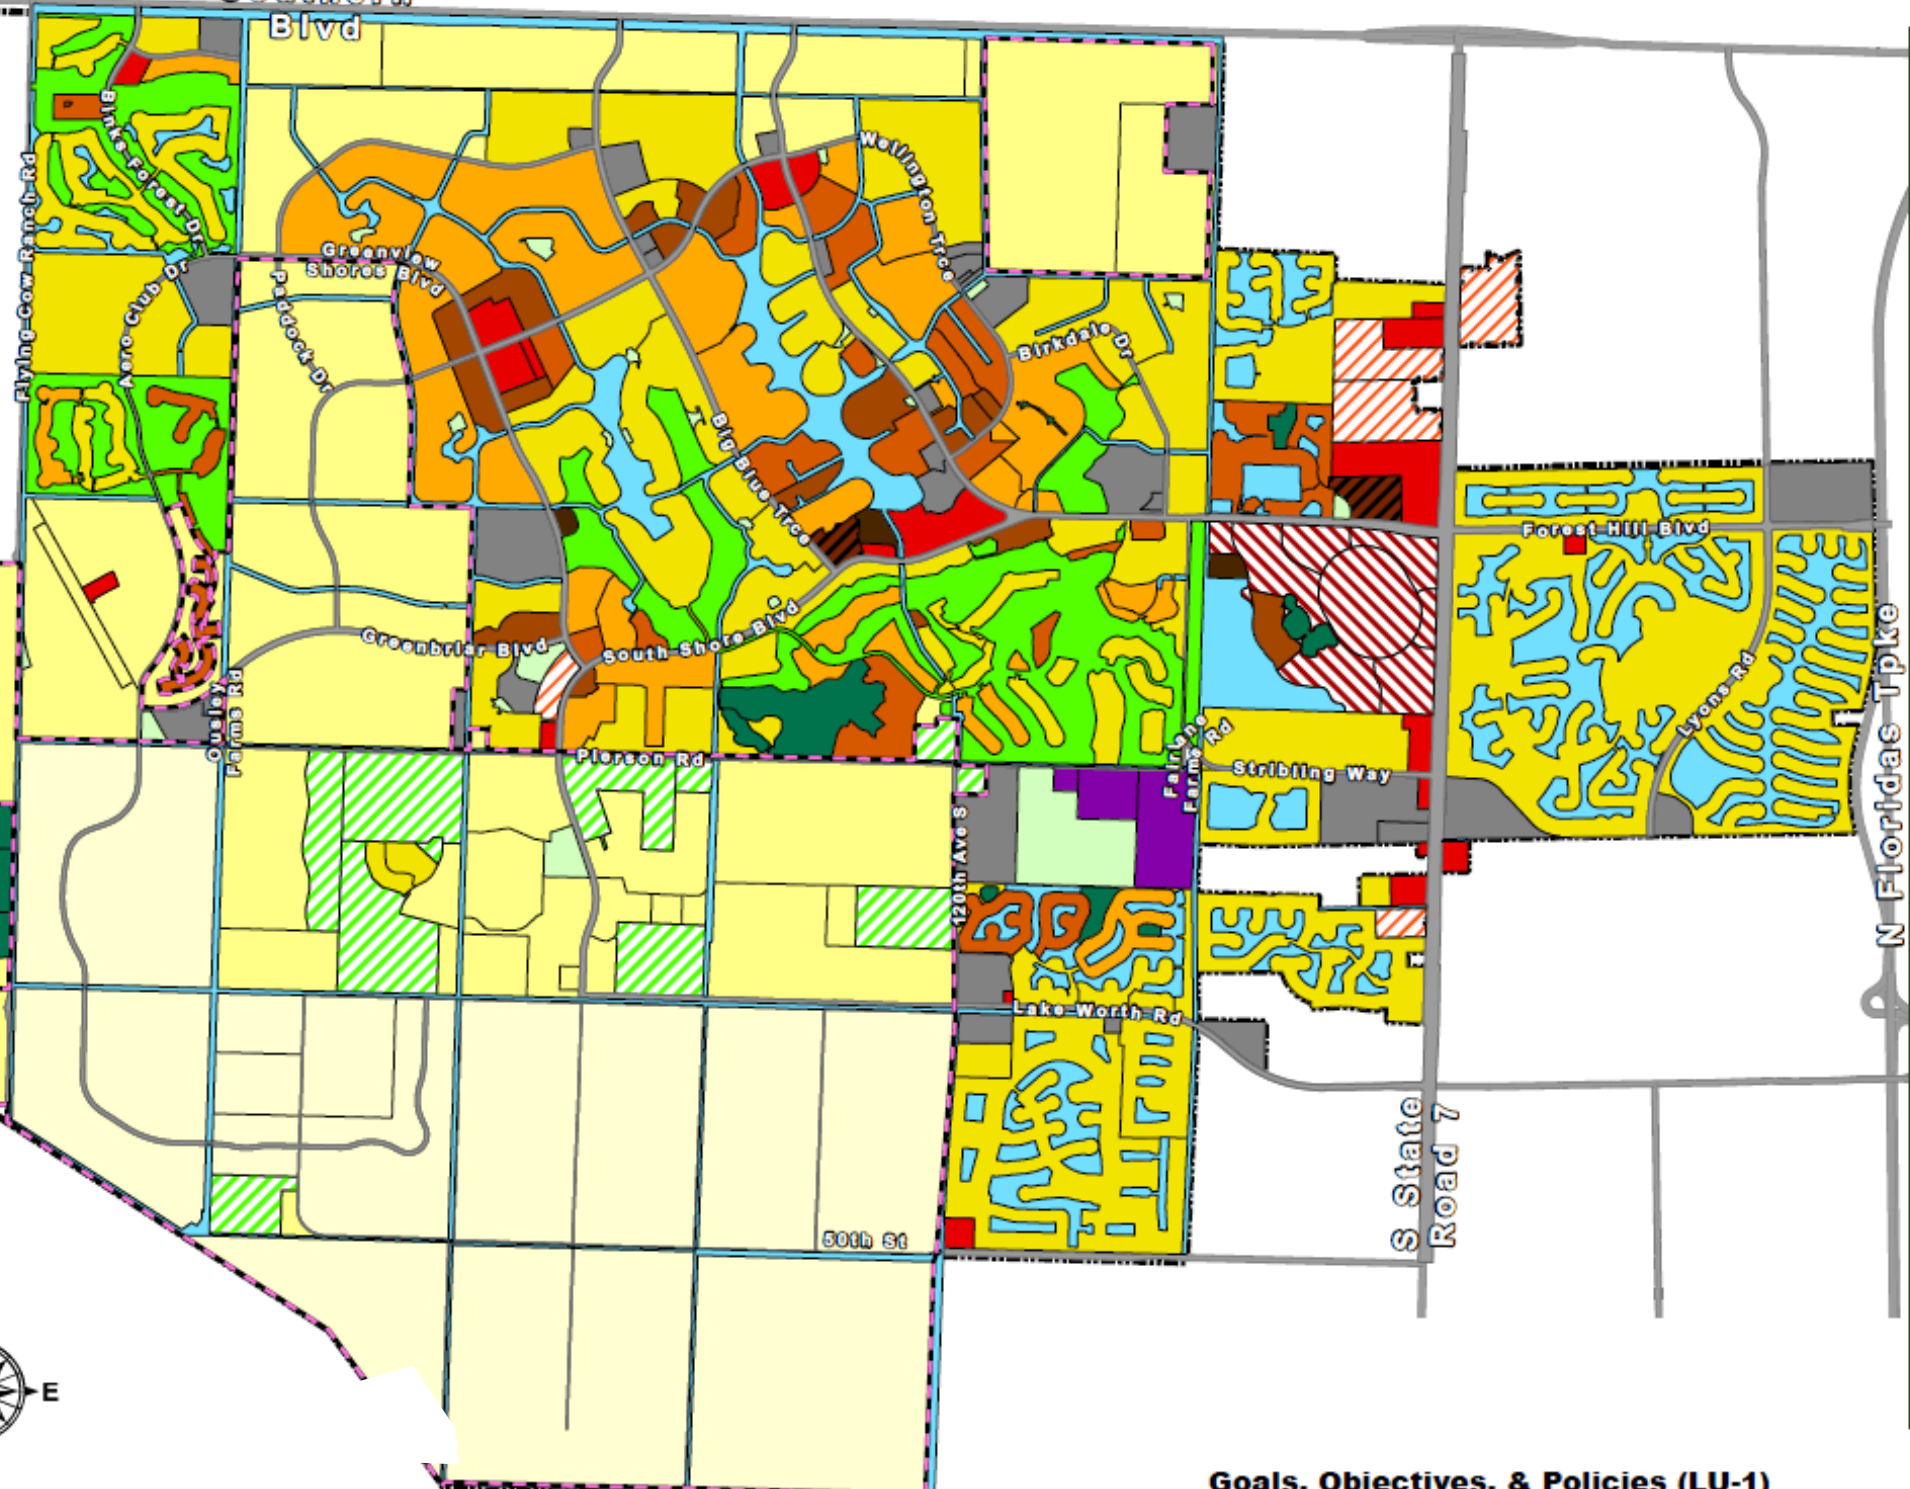 Blvd
Flying Cow Ranch Rd
Binks Forest Dr
Wellington Trce
Greenview
Shores Blvd
Aero Club Dr
Paddock Dr
Birkdale Dr
Big Blue Trce
Forest Hill Blvd
Greenbriar Blvd
South Shore Blvd
Ousley
Farms Rd
Lyons Rd
N Floridas Tpke
Pierson Rd
Fairlane
Farms Rd
Stribling Way
120th Ave S
Lake Worth Rd
S State
Road 7
50th St
E
Goals, Objectives, & Policies (LU-1)